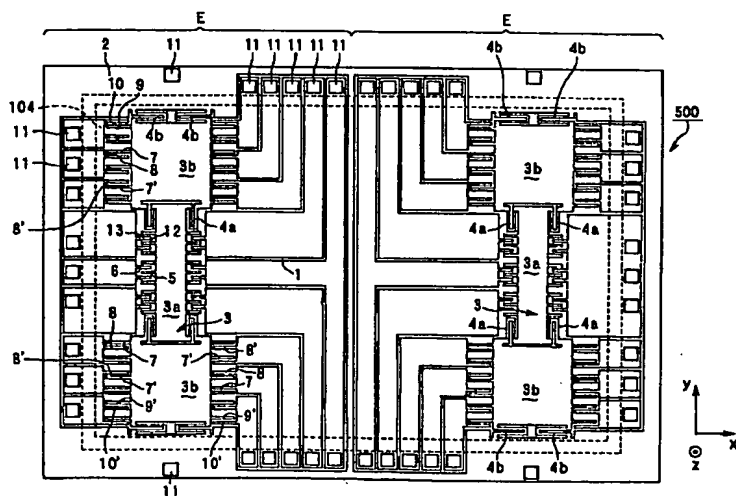 E E
11 11 11 11 11 11
2
4b 4b
10 9
104
500
11
4b 4b
7
3b 3b
11
8
7'
8'
4a 4a 4a
13 12
3a
6 5
1
3a
3
3
4a 4a
8
8' 7 7' 8'
8
7' 3b 7 3b
9' 9'
10' 10'
4b 4b
11
y
x
z